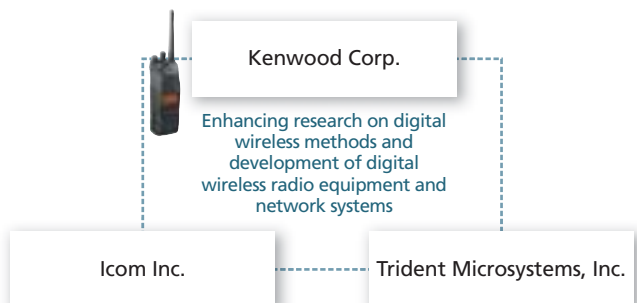 Kenwood Corp.
Enhancing research on digital
wireless methods and
development of digital
wireless radio equipment and
network systems
Icom Inc.
Trident Microsystems, Inc.